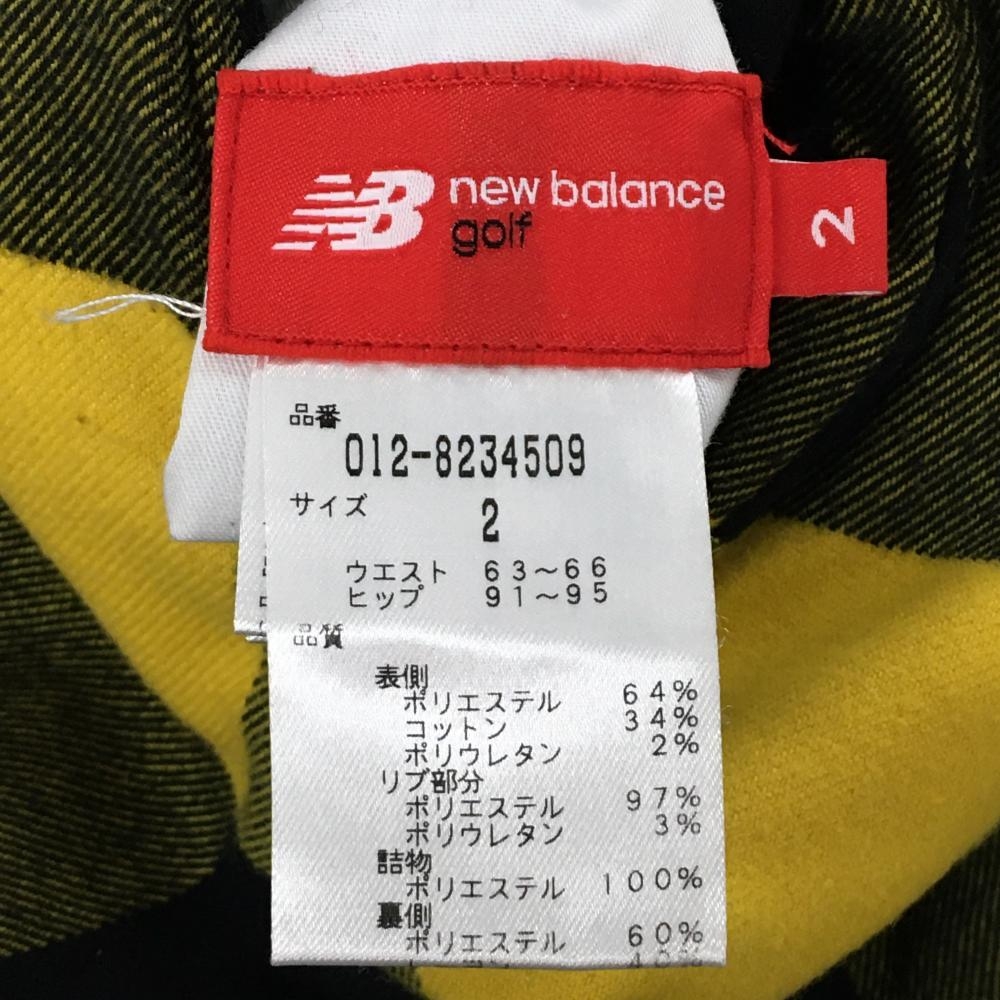 NB new balance
golf
2
品番
012-8234509
サイズ
2
ウエスト 63～66
ヒップ 91～95
品質
表側
ポリエステル 64%
コットン 34%
ポリウレタン 2%
リブ部分
ポリエステル 97%
ポリウレタン 3%
詰物
ポリエステル 100%
裏側
ポリエステル 60%
40%